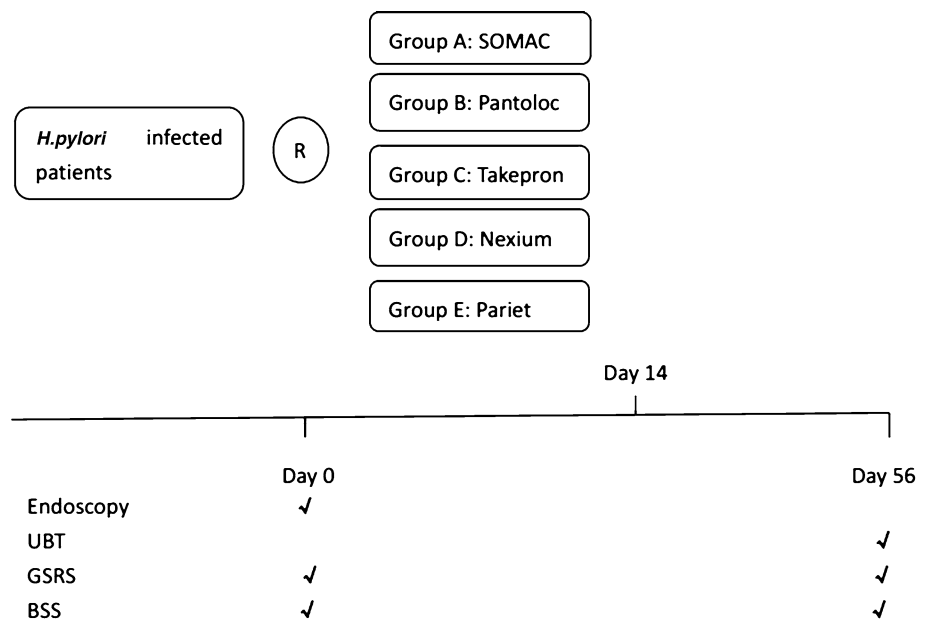 Group A: SOMAC
Group B: Pantoloc
H.pylori infected
patients
R
Group C: Takepron
Group D: Nexium
Group E: Pariet
Day 14
Day 0
Day 56
Endoscopy √
UBT √
GSRS √ √
BSS √ √